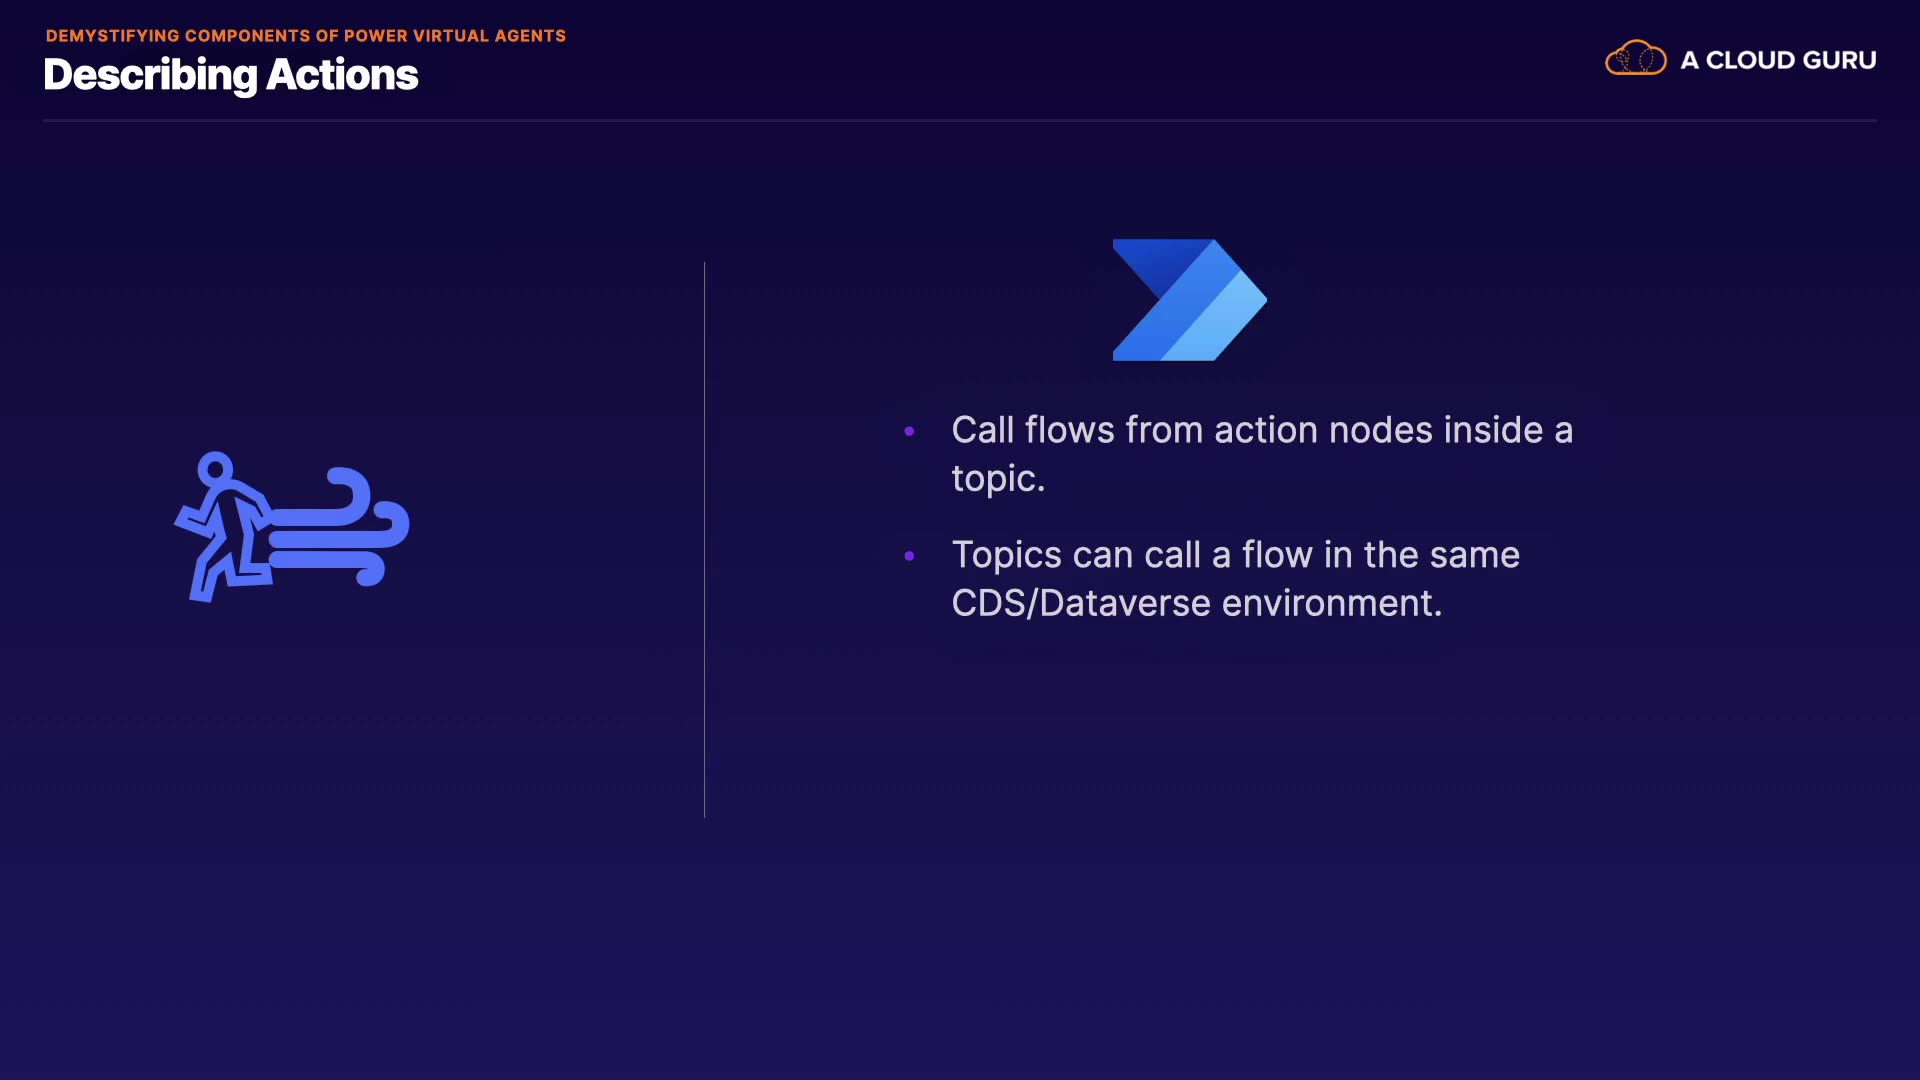 DEMYSTIFYING COMPONENTS OF POWER VIRTUAL AGENTS
Describing Actions
A CLOUD GURU
• Call flows from action nodes inside a
topic.
• Topics can call a flow in the same
CDS/Dataverse environment.